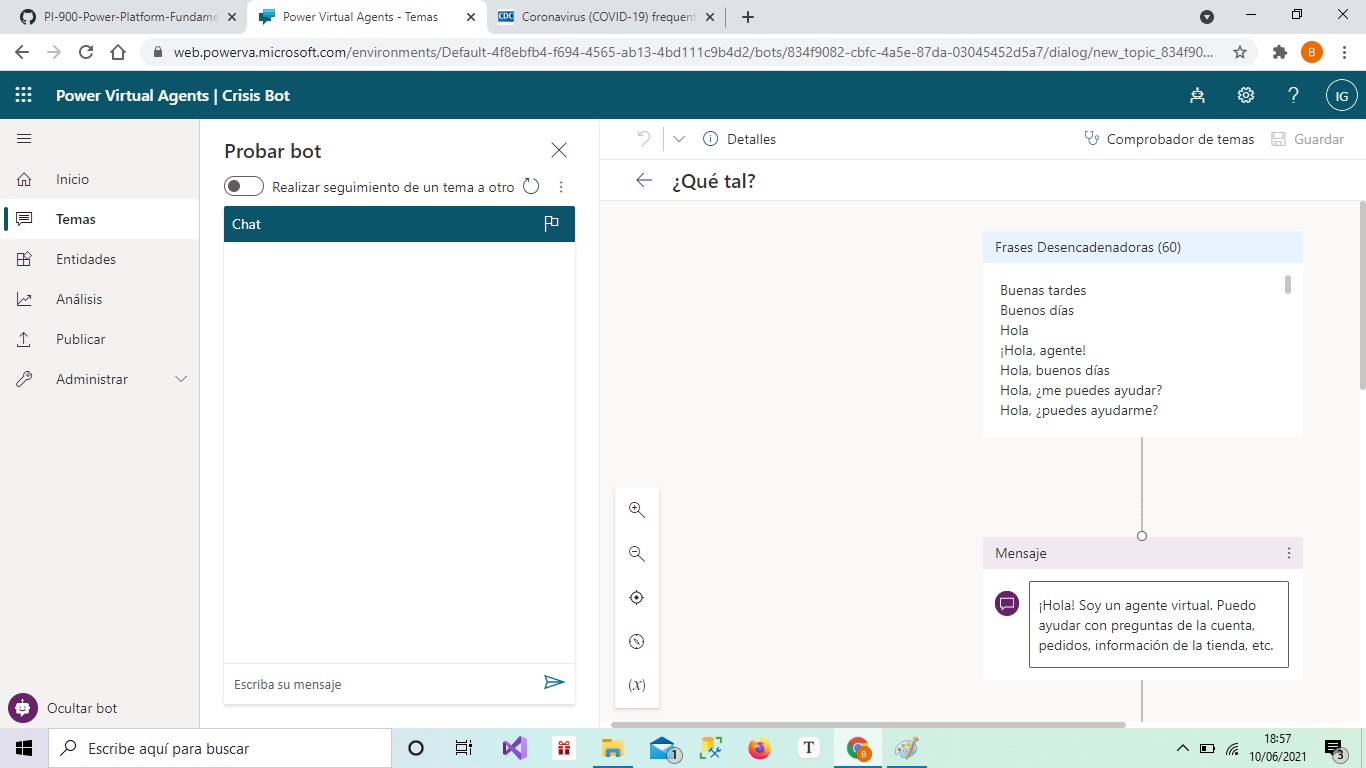 PI-900-Power-Platform-Fundame
Power Virtual Agents - Temas
CDC
Coronavirus (COVID-19) frequent
web.powerva.microsoft.com/environments/Default-4f8ebfb4-f694-4565-ab13-4bd111c9b4d2/bots/834f9082-cbfc-4a5e-87da-03045452d5a7/dialog/new_topic_834f90...
B
Power Virtual Agents | Crisis Bot
IG
Inicio
Temas
Entidades
Análisis
Publicar
Administrar
Ocultar bot
Probar bot
Realizar seguimiento de un tema a otro
Chat
Escriba su mensaje
Detalles
Comprobador de temas
Guardar
¿Qué tal?
Frases Desencadenadoras (60)
Buenas tardes
Buenos días
Hola
¡Hola, agente!
Hola, buenos días
Hola, ¿me puedes ayudar?
Hola, ¿puedes ayudarme?
Mensaje
¡Hola! Soy un agente virtual. Puedo
ayudar con preguntas de la cuenta,
pedidos, información de la tienda, etc.
(x)
Escribe aquí para buscar
1
T
B
18:57
10/06/2021
3